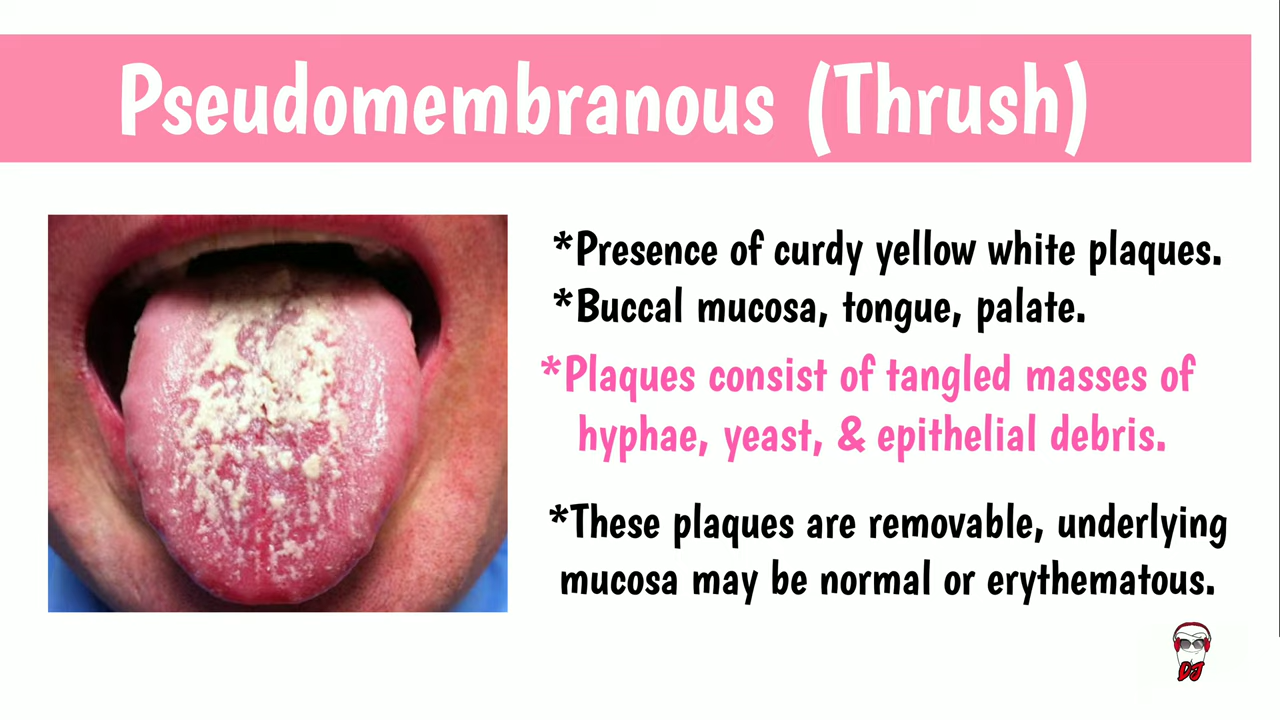 Pseudomembranous (Thrush)
*Presence of curdy yellow white plaques.
*Buccal mucosa, tongue, palate.
*Plaques consist of tangled masses of
hyphae, yeast, & epithelial debris.
*These plaques are removable, underlying
mucosa may be normal or erythematous.
DJ